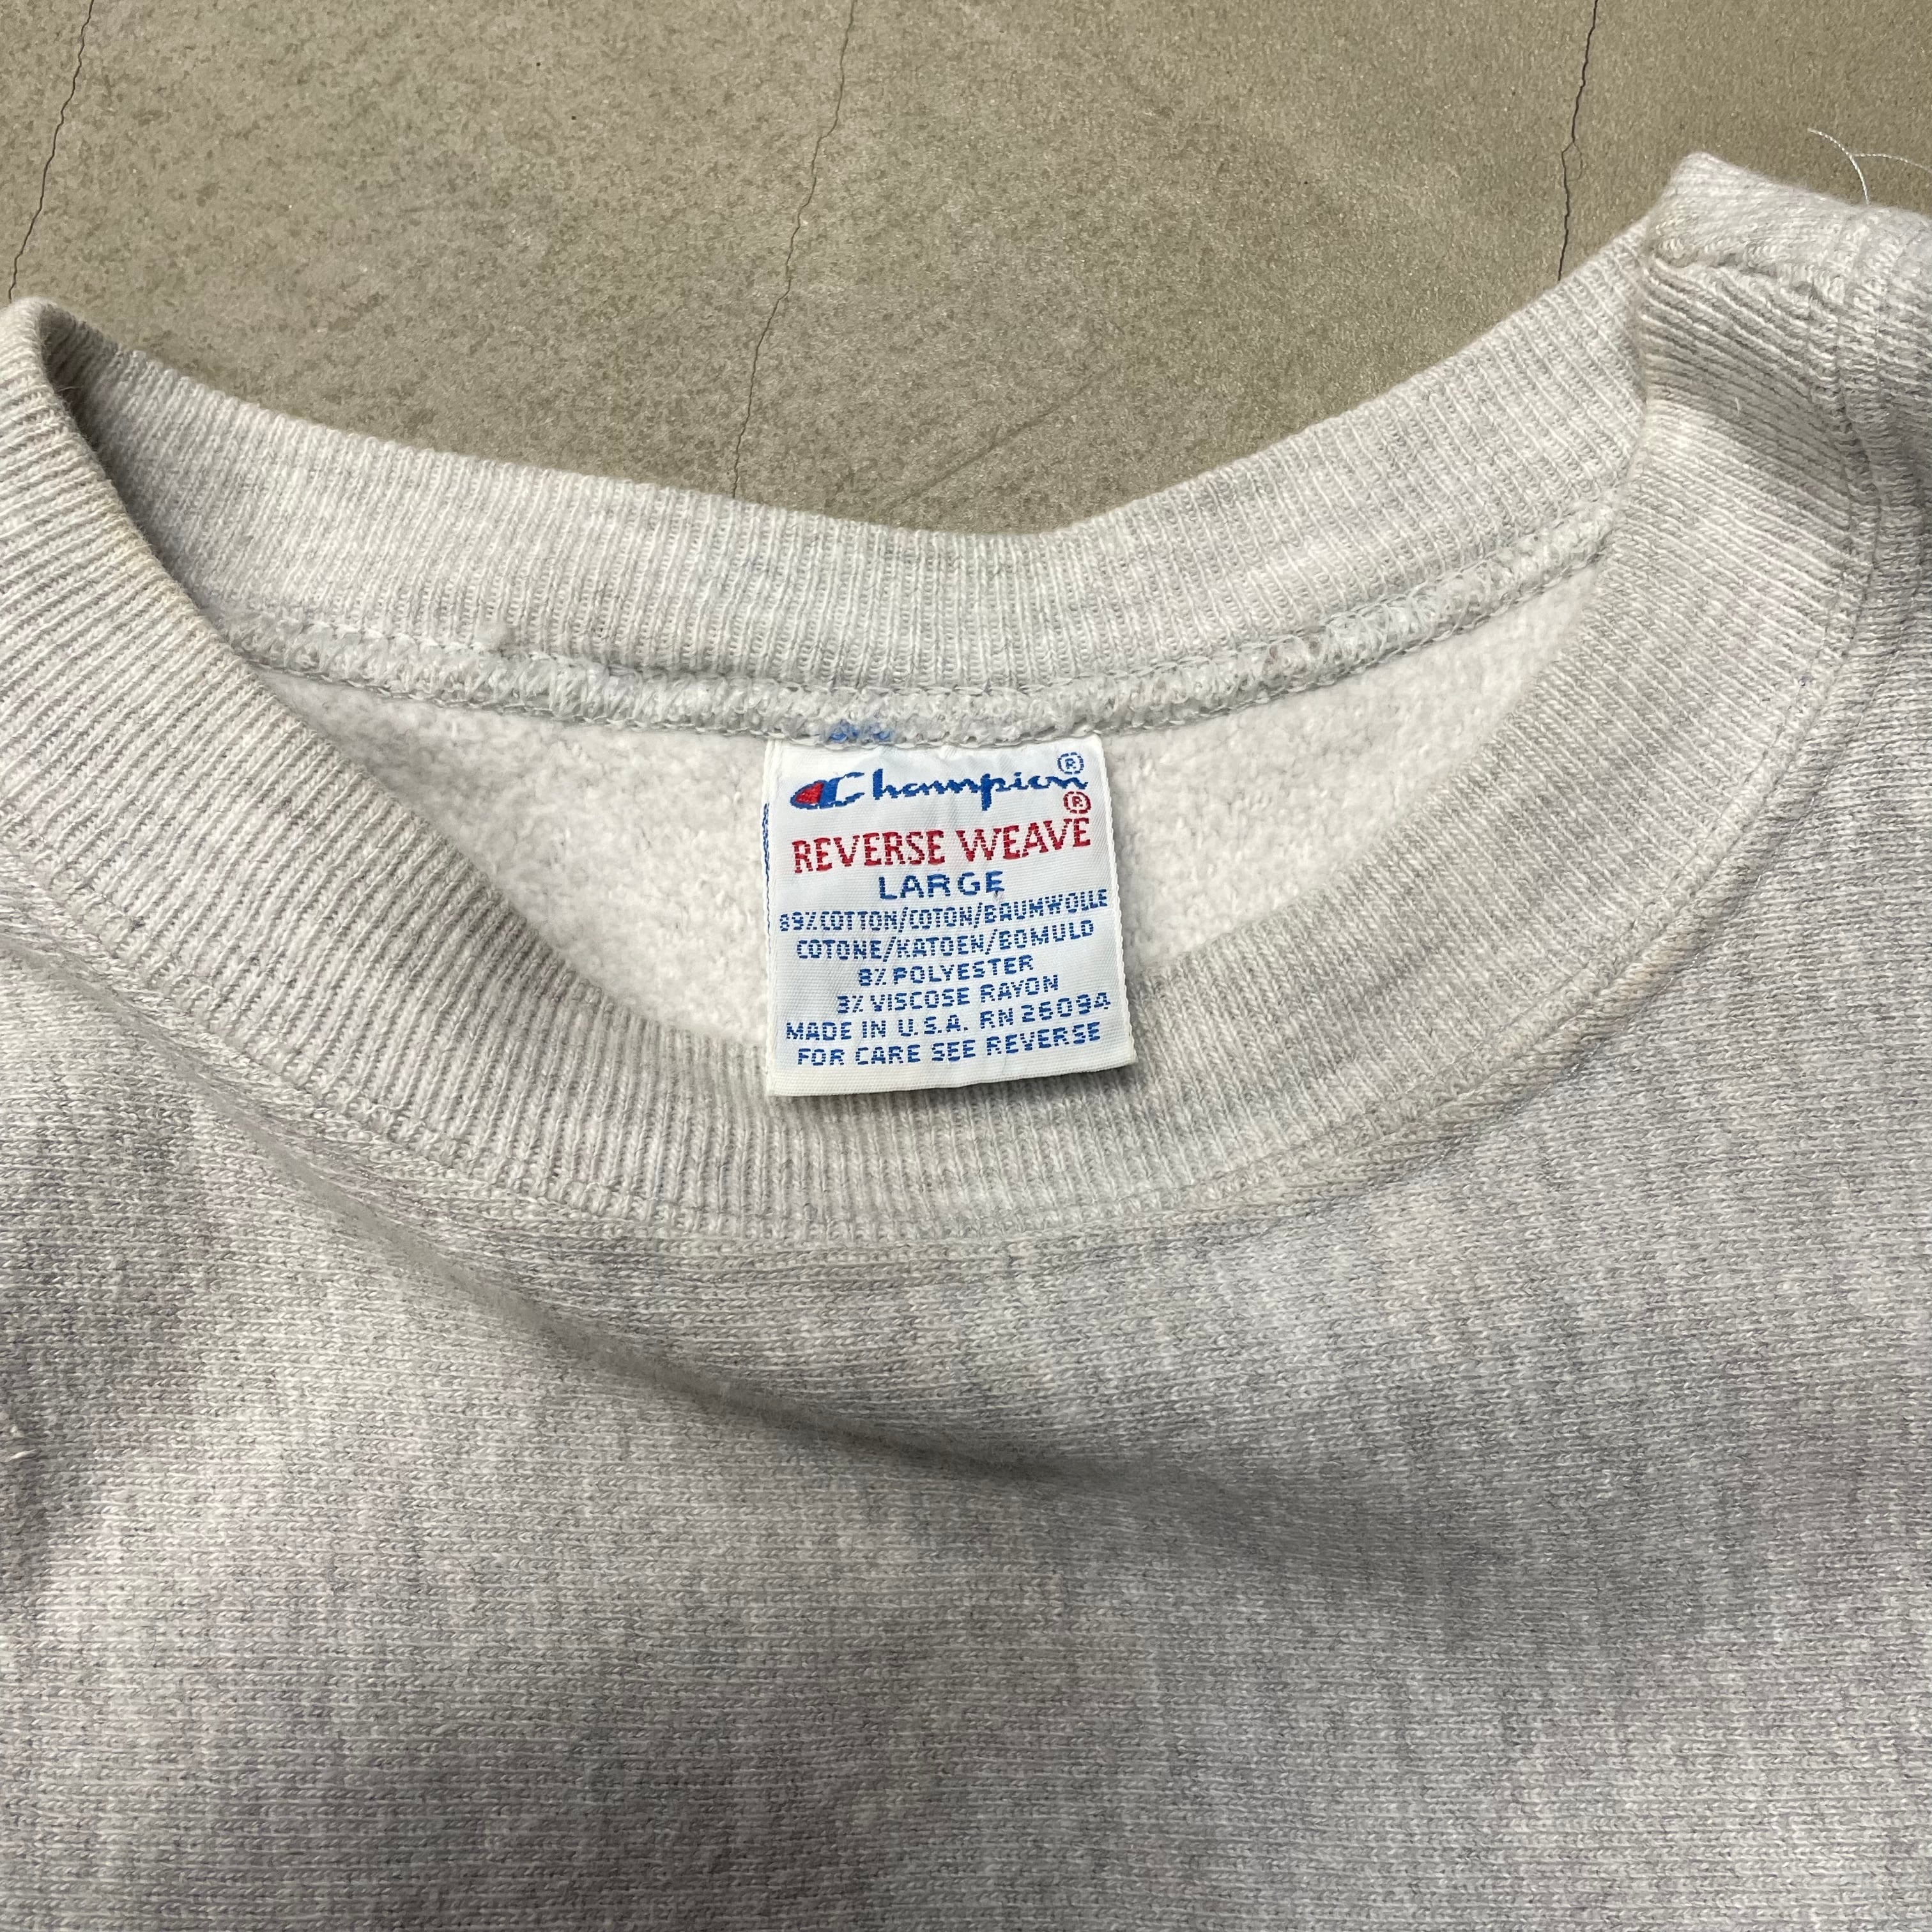 Champion®
REVERSE WEAVE®
LARGE
89% COTTON/COTON/BAUMWOLLE
COTONE/KATOEN/BOMULD
8% POLYESTER
3% VISCOSE RAYON
MADE IN U.S.A. RN 26094
FOR CARE SEE REVERSE